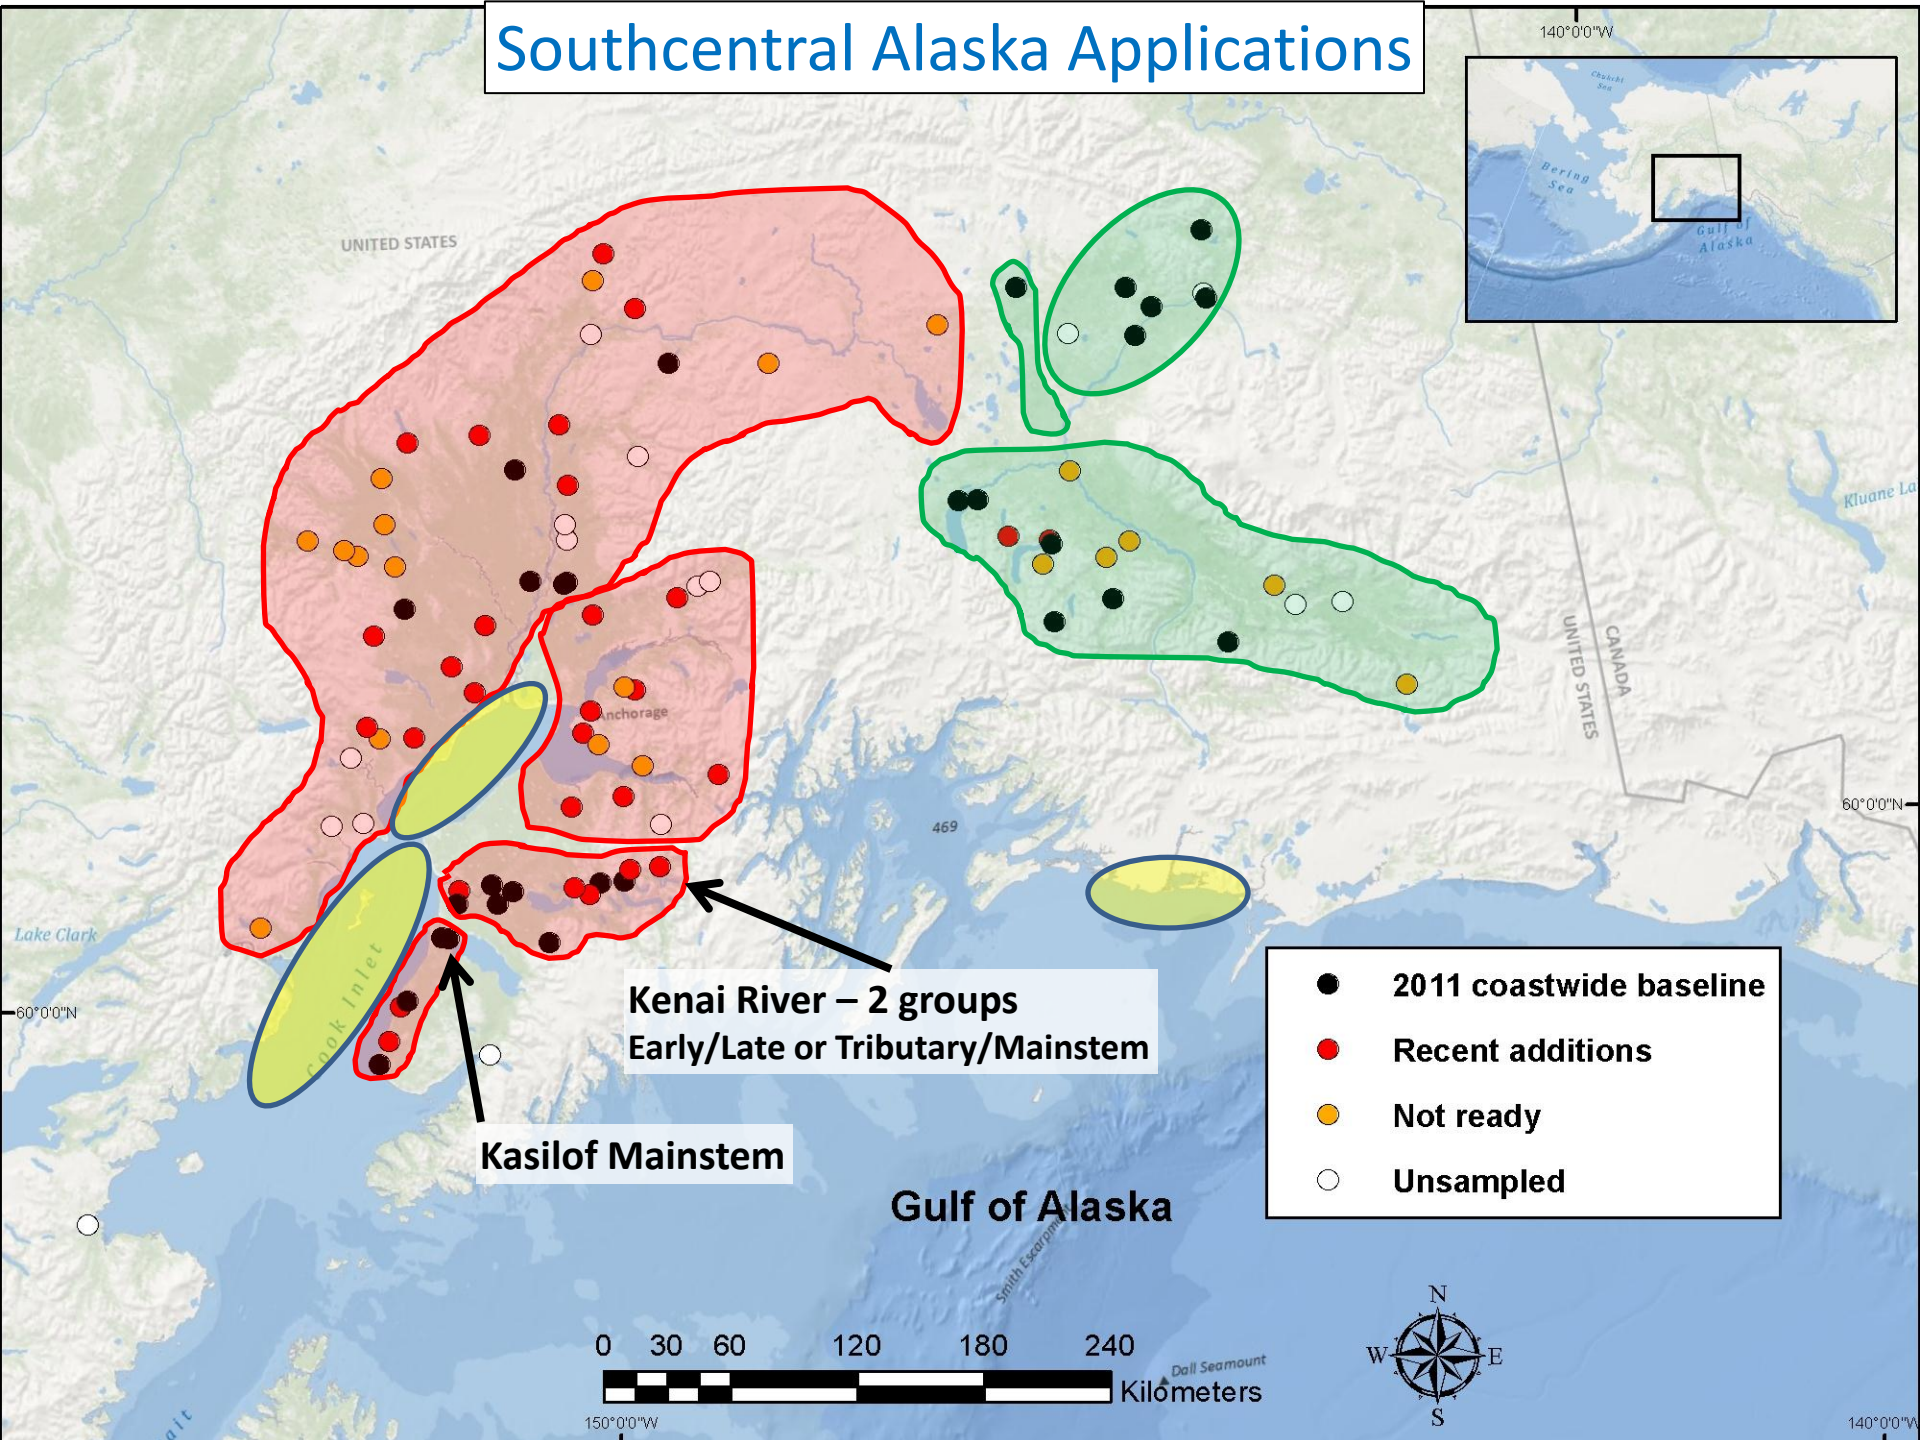 Southcentral Alaska Applications
140°0'0"W
Chukchi
Sea
Bering
Sea
Gulf of
Alaska
UNITED STATES
Kluane La
CANADA
UNITED STATES
Anchorage
60°0'0"N
469
Lake Clark
Cook Inlet
60°0'0"N
Kenai River – 2 groups
Early/Late or Tributary/Mainstem
2011 coastwide baseline
Recent additions
Not ready
Unsampled
Kasilof Mainstem
Gulf of Alaska
Smith Escarpment
N
W
E
S
0 30 60 120 180 240
Kilometers
Dall Seamount
ait
150°0'0"W
140°0'0"W